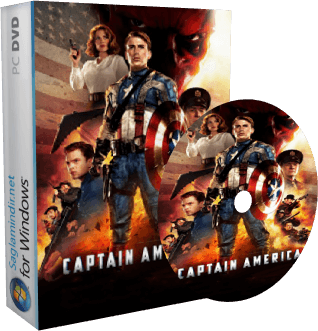 PC DVD
Saglamindir.net
for Windows
CAPTAIN AMERICA
CAPTAIN AMERICA